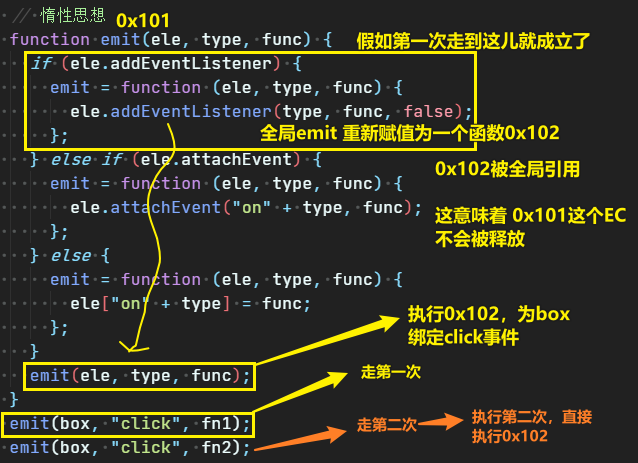 // 惰性思想
0x101
function emit(ele, type, func) {
假如第一次走到这儿就成立了
if (ele.addEventListener) {
emit = function (ele, type, func) {
ele.addEventListener(type, func, false);
};
全局emit 重新赋值为一个函数0x102
} else if (ele.attachEvent) {
0x102被全局引用
emit = function (ele, type, func) {
ele.attachEvent("on" + type, func);
};
这意味着 0x101这个EC
不会被释放
} else {
emit = function (ele, type, func) {
ele["on" + type] = func;
};
}
执行0x102，为box
绑定click事件
emit(ele, type, func);
走第一次
}
emit(box, "click", fn1);
emit(box, "click", fn2);
走第二次
执行第二次，直接
执行0x102